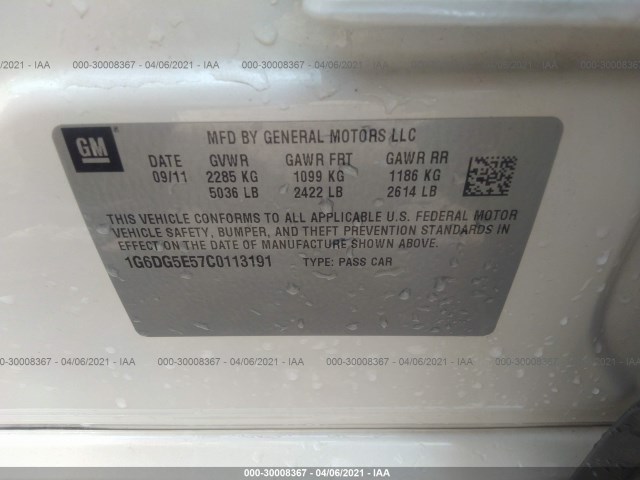 4/06/2021 - IAA 000-30008367 - 04/06/2021 - IAA 000-30008367 - 04/06/2021 - IAA 000-30008367 - 04/0
GM
MFD BY GENERAL MOTORS LLC
DATE GVWR GAWR FRT GAWR RR
09/11 2285 KG 1099 KG 1186 KG
5036 LB 2422 LB 2614 LB
THIS VEHICLE CONFORMS TO ALL APPLICABLE U.S. FEDERAL MOTOR
VEHICLE SAFETY, BUMPER, AND THEFT PREVENTION STANDARDS
IN EFFECT ON THE DATE OF MANUFACTURE SHOWN ABOVE.
1G6DG5E57C0113191 TYPE: PASS CAR
4/06/2021 - IAA 000-30008367 - 04/06/2021 - IAA 000-30008367 - 04/06/2021 - IAA 000-30008367 - 04/0
000-30008367 - 04/06/2021 - IAA